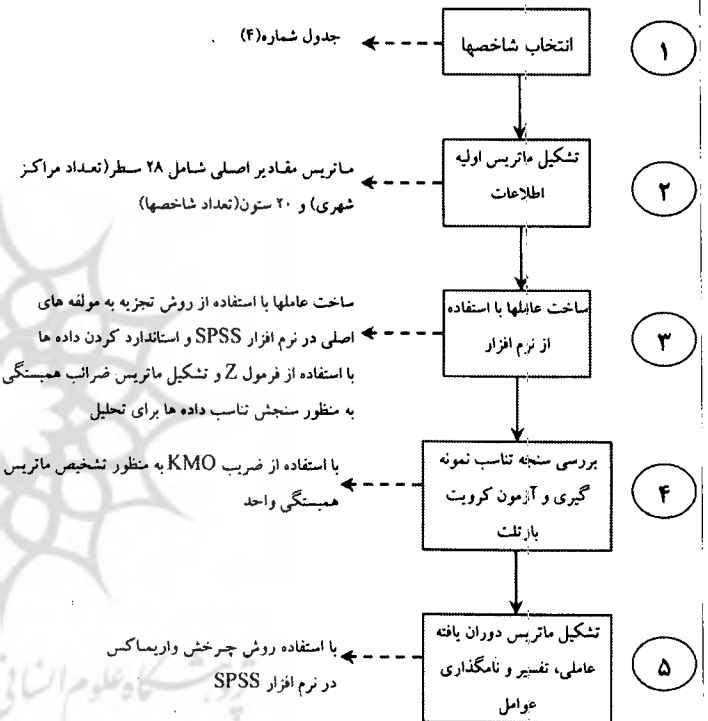 ۱
انتخاب شاخصها
جدول شماره(۴)
۲
تشکیل ماتریس اولیه
اطلاعات
ماتریس مقادیر اصلی شامل ۲۸ سطر(تعداد مراکز
شهری) و ۲۰ ستون(تعداد شاخصها)
۳
ساخت عاملها با استفاده
از نرم افزار
ساخت عاملها با استفاده از روش تجزیه به مولفه های
اصلی در نرم افزار SPSS و استاندارد کردن داده ها
با استفاده از فرمول Z و تشکیل ماتریس ضرائب همبستگی
به منظور سنجش تناسب داده ها برای تحلیل
۴
بررسی سنجه تناسب نمونه
گیری و آزمون کرویت
بارتلت
با استفاده از ضریب KMO به منظور تشخیص ماتریس
همبستگی واحد
۵
تشکیل ماتریس دوران یافته
عاملی، تفسیر و نامگذاری
عوامل
با استفاده روش چرخش واریماکس
در نرم افزار SPSS
علوم انسانی